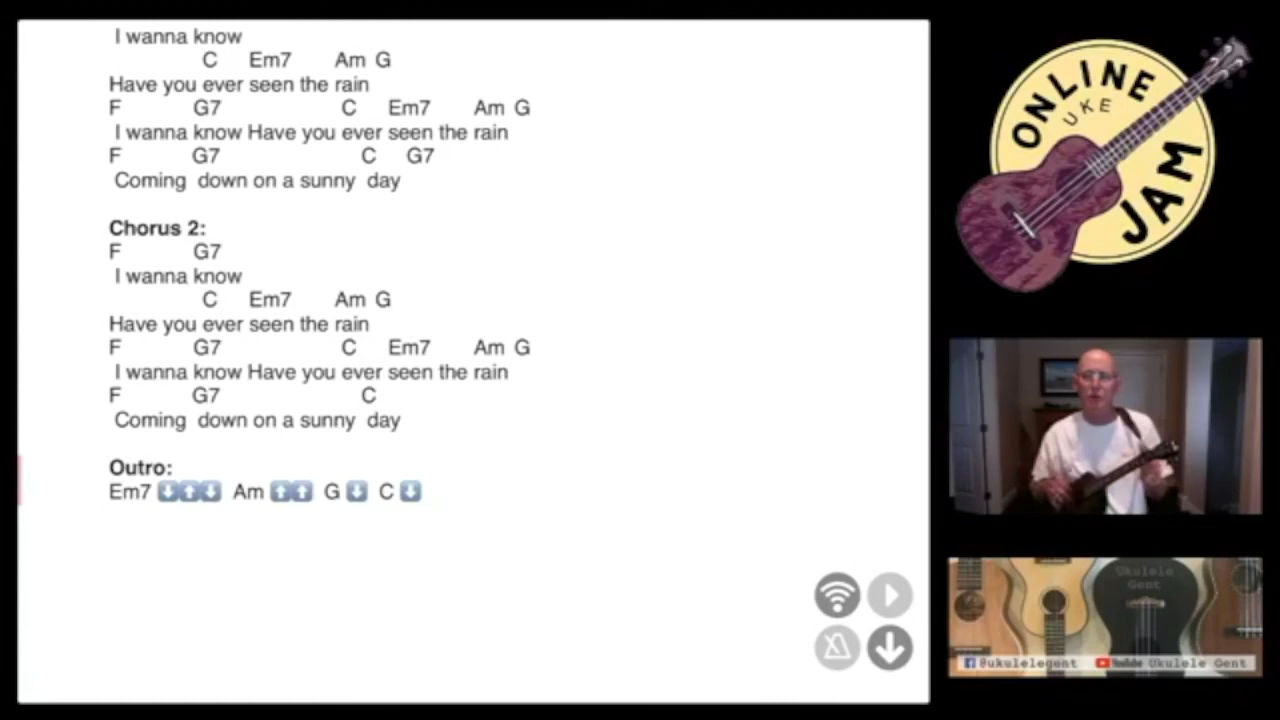 I wanna know
C Em7 Am G
Have you ever seen the rain
F G7 C Em7 Am G
I wanna know Have you ever seen the rain
F G7 C G7
Coming down on a sunny day
Chorus 2:
F G7
I wanna know
C Em7 Am G
Have you ever seen the rain
F G7 C Em7 Am G
I wanna know Have you ever seen the rain
F G7 C
Coming down on a sunny day
Outro:
Em7 ⬇⬆⬇ Am ⬆⬆ G ⬇ C ⬇
ONLINE
UKE
JAM
Ukulele
Gent
@ukulelegent YouTube Ukulele Gent